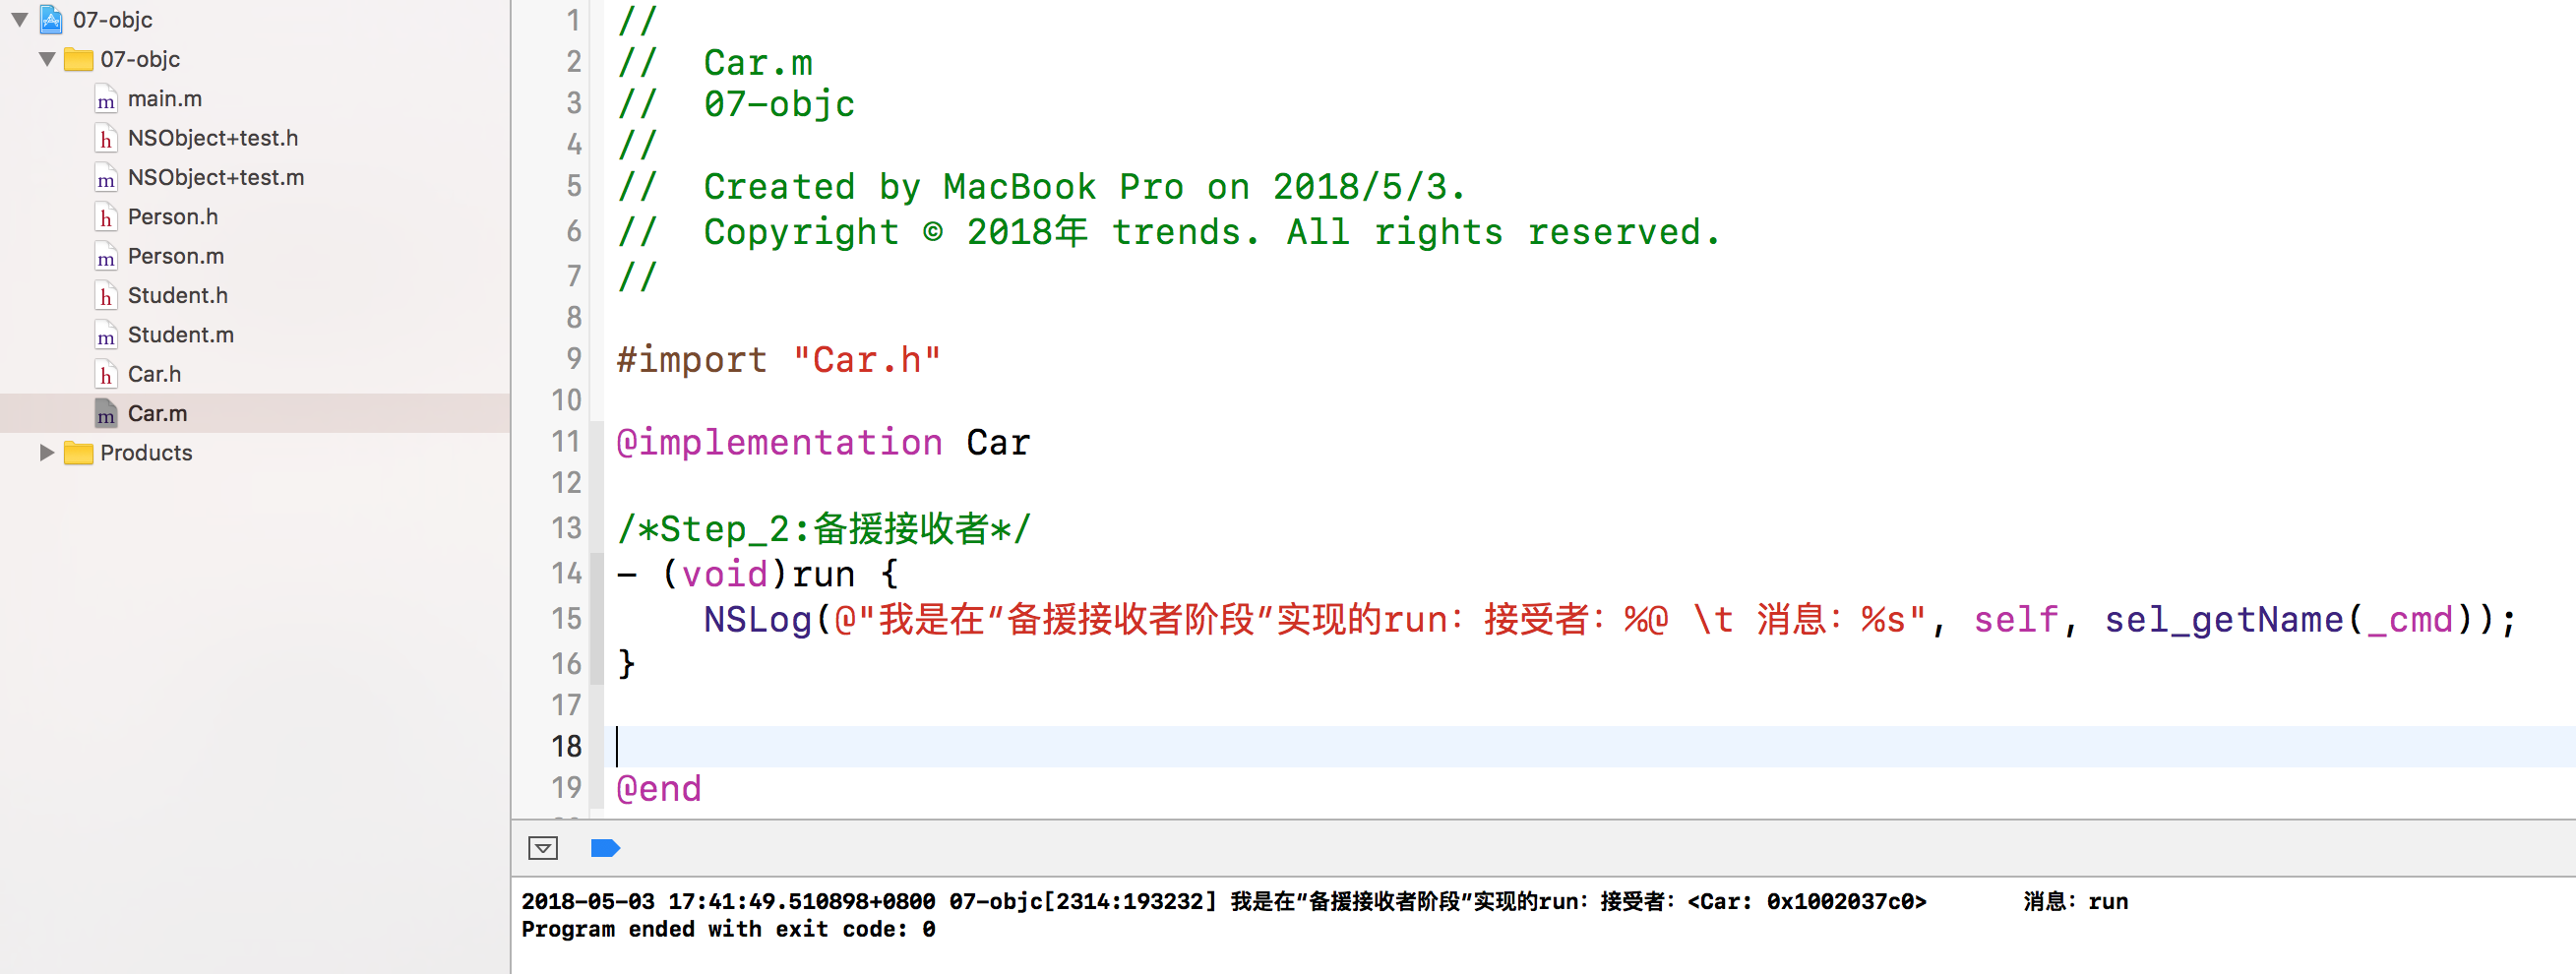 07-objc
07-objc
main.m
NSObject+test.h
NSObject+test.m
Person.h
Person.m
Student.h
Student.m
Car.h
Car.m
Products
1 //
2 //  Car.m
3 //  07-objc
4 //
5 //  Created by MacBook Pro on 2018/5/3.
6 //  Copyright © 2018年 trends. All rights reserved.
7 //
8
9 #import "Car.h"
10
11 @implementation Car
12
13 /*Step_2:备援接收者*/
14 - (void)run {
15     NSLog(@"我是在“备援接收者阶段”实现的run：接受者：%@ \t 消息：%s", self, sel_getName(_cmd));
16 }
17
18
19 @end
2018-05-03 17:41:49.510898+0800 07-objc[2314:193232] 我是在“备援接收者阶段”实现的run：接受者：<Car: 0x1002037c0> 	 消息：run
Program ended with exit code: 0